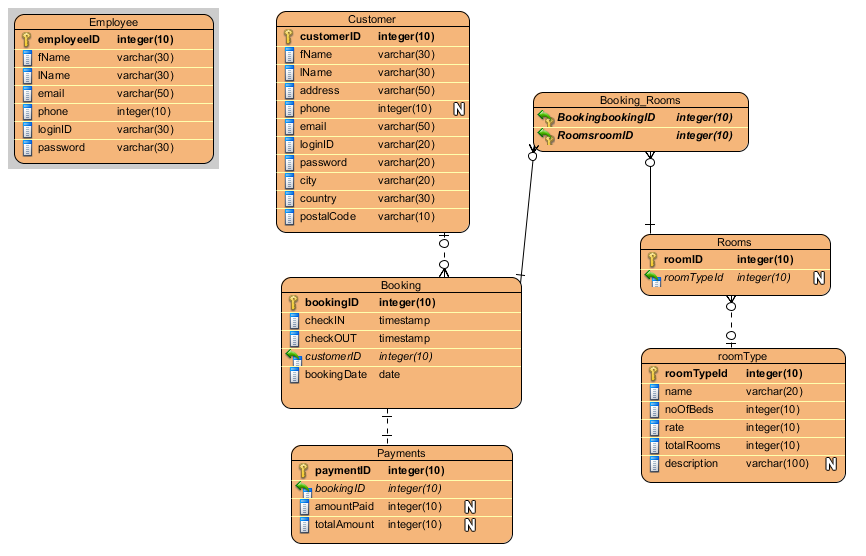 Employee
employeeID integer(10)
fName varchar(30)
lName varchar(30)
email varchar(50)
phone integer(10)
loginID varchar(30)
password varchar(30)
Customer
customerID integer(10)
fName varchar(30)
lName varchar(30)
address varchar(50)
phone integer(10) N
email varchar(50)
loginID varchar(20)
password varchar(20)
city varchar(20)
country varchar(30)
postalCode varchar(10)
Booking_Rooms
BookingbookingID integer(10)
RoomsroomID integer(10)
Rooms
roomID integer(10)
roomTypeId integer(10) N
Booking
bookingID integer(10)
checkIN timestamp
checkOUT timestamp
customerID integer(10)
bookingDate date
roomType
roomTypeId integer(10)
name varchar(20)
noOfBeds integer(10)
rate integer(10)
totalRooms integer(10)
description varchar(100) N
Payments
paymentID integer(10)
bookingID integer(10)
amountPaid integer(10) N
totalAmount integer(10) N